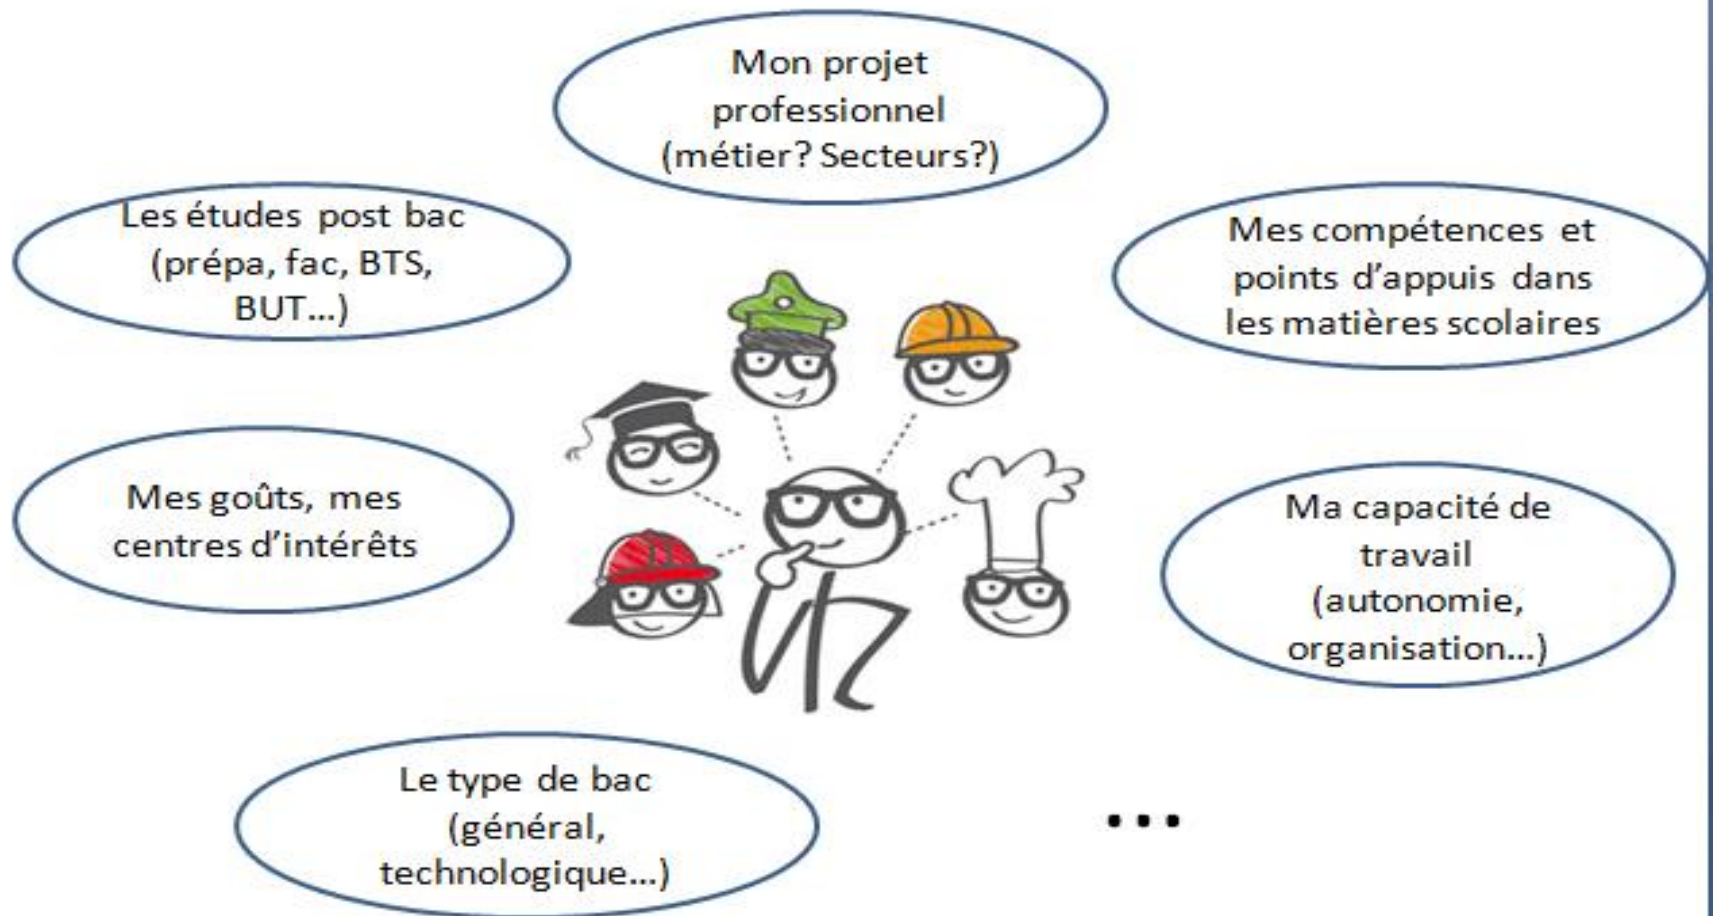 Mon projet
professionnel
(métier? Secteurs?)
Les études post bac
(prépa, fac, BTS,
BUT...)
Mes compétences et
points d'appuis dans
les matières scolaires
Mes goûts, mes
centres d'intérêts
Ma capacité de
travail
(autonomie,
organisation...)
Le type de bac
(général,
technologique...)
...